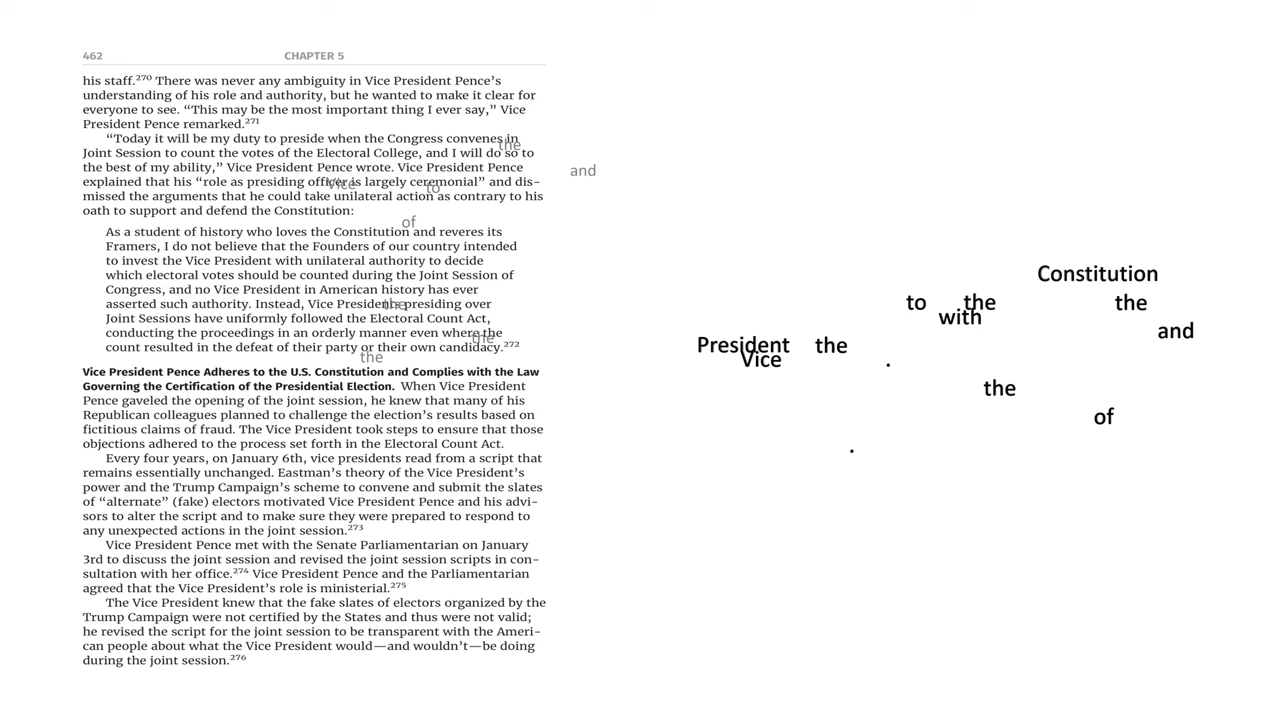 462 CHAPTER 5
his staff.²⁷⁰ There was never any ambiguity in Vice President Pence’s
understanding of his role and authority, but he wanted to make it clear for
everyone to see. “This may be the most important thing I ever say,” Vice
President Pence remarked.²⁷¹
“Today it will be my duty to preside when the Congress convenes in
the
Joint Session to count the votes of the Electoral College, and I will do so to
the best of my ability,” Vice President Pence wrote. Vice President Pence
and
explained that his “role as presiding officer is largely ceremonial” and dis-
Vice to
missed the arguments that he could take unilateral action as contrary to his
oath to support and defend the Constitution:
of
As a student of history who loves the Constitution and reveres its
Framers, I do not believe that the Founders of our country intended
to invest the Vice President with unilateral authority to decide
which electoral votes should be counted during the Joint Session of
Congress, and no Vice President in American history has ever
asserted such authority. Instead, Vice Presidents presiding over
the
Joint Sessions have uniformly followed the Electoral Count Act,
conducting the proceedings in an orderly manner even where the
the
count resulted in the defeat of their party or their own candidacy.²⁷²
the
Vice President Pence Adheres to the U.S. Constitution and Complies with the Law
Governing the Certification of the Presidential Election. When Vice President
Pence gaveled the opening of the joint session, he knew that many of his
Republican colleagues planned to challenge the election’s results based on
fictitious claims of fraud. The Vice President took steps to ensure that those
objections adhered to the process set forth in the Electoral Count Act.
Every four years, on January 6th, vice presidents read from a script that
remains essentially unchanged. Eastman’s theory of the Vice President’s
power and the Trump Campaign’s scheme to convene and submit the slates
of “alternate” (fake) electors motivated Vice President Pence and his advi-
sors to alter the script and to make sure they were prepared to respond to
any unexpected actions in the joint session.²⁷³
Vice President Pence met with the Senate Parliamentarian on January
3rd to discuss the joint session and revised the joint session scripts in con-
sultation with her office.²⁷⁴ Vice President Pence and the Parliamentarian
agreed that the Vice President’s role is ministerial.²⁷⁵
The Vice President knew that the fake slates of electors organized by the
Trump Campaign were not certified by the States and thus were not valid;
he revised the script for the joint session to be transparent with the Ameri-
can people about what the Vice President would—and wouldn’t—be doing
during the joint session.²⁷⁶
Constitution
to the the
with
and
President the
Vice .
the
of
.